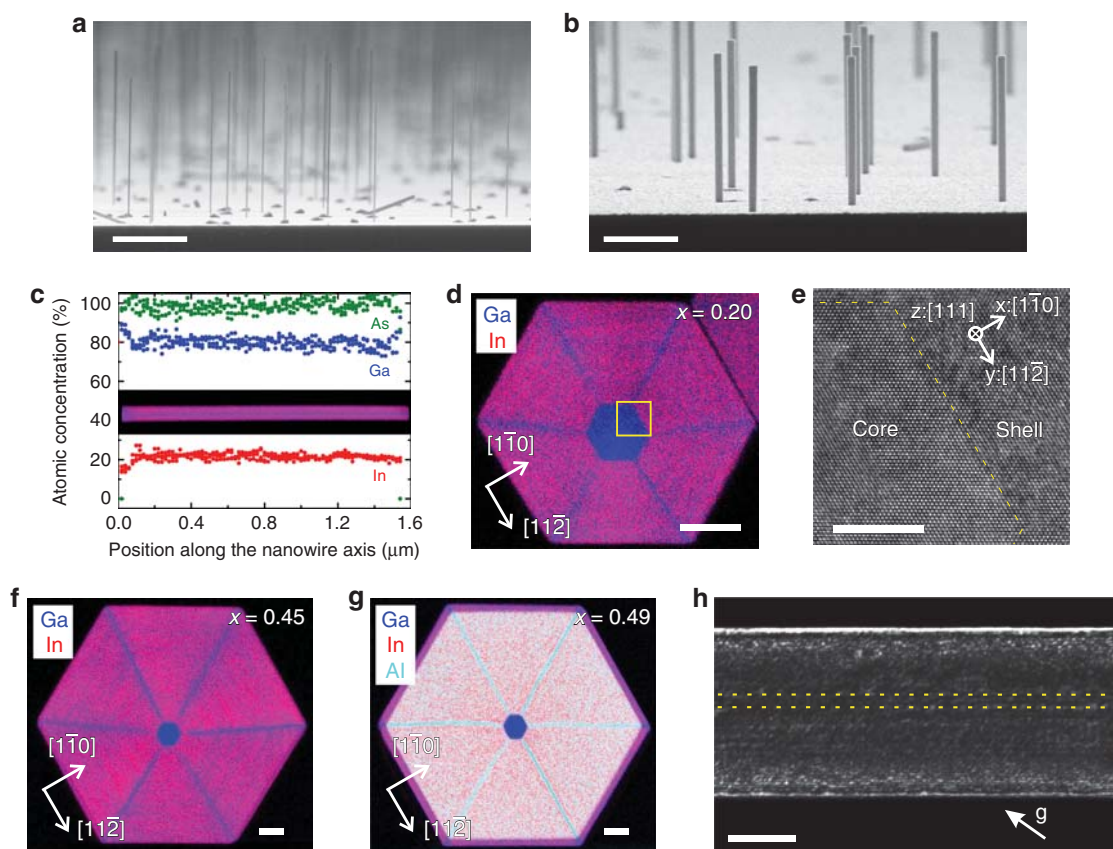 a
b
c
Atomic concentration (%)
100
80
60
40
20
0
As
Ga
In
0.0 0.4 0.8 1.2 1.6
Position along the nanowire axis (μm)
d
Ga
In
x = 0.20
[11̄0]
[112̄]
e
z:[111]
x:[11̄0]
y:[112̄]
Core
Shell
f
Ga
In
x = 0.45
[11̄0]
[112̄]
g
Ga
In
Al
x = 0.49
[11̄0]
[112̄]
h
g